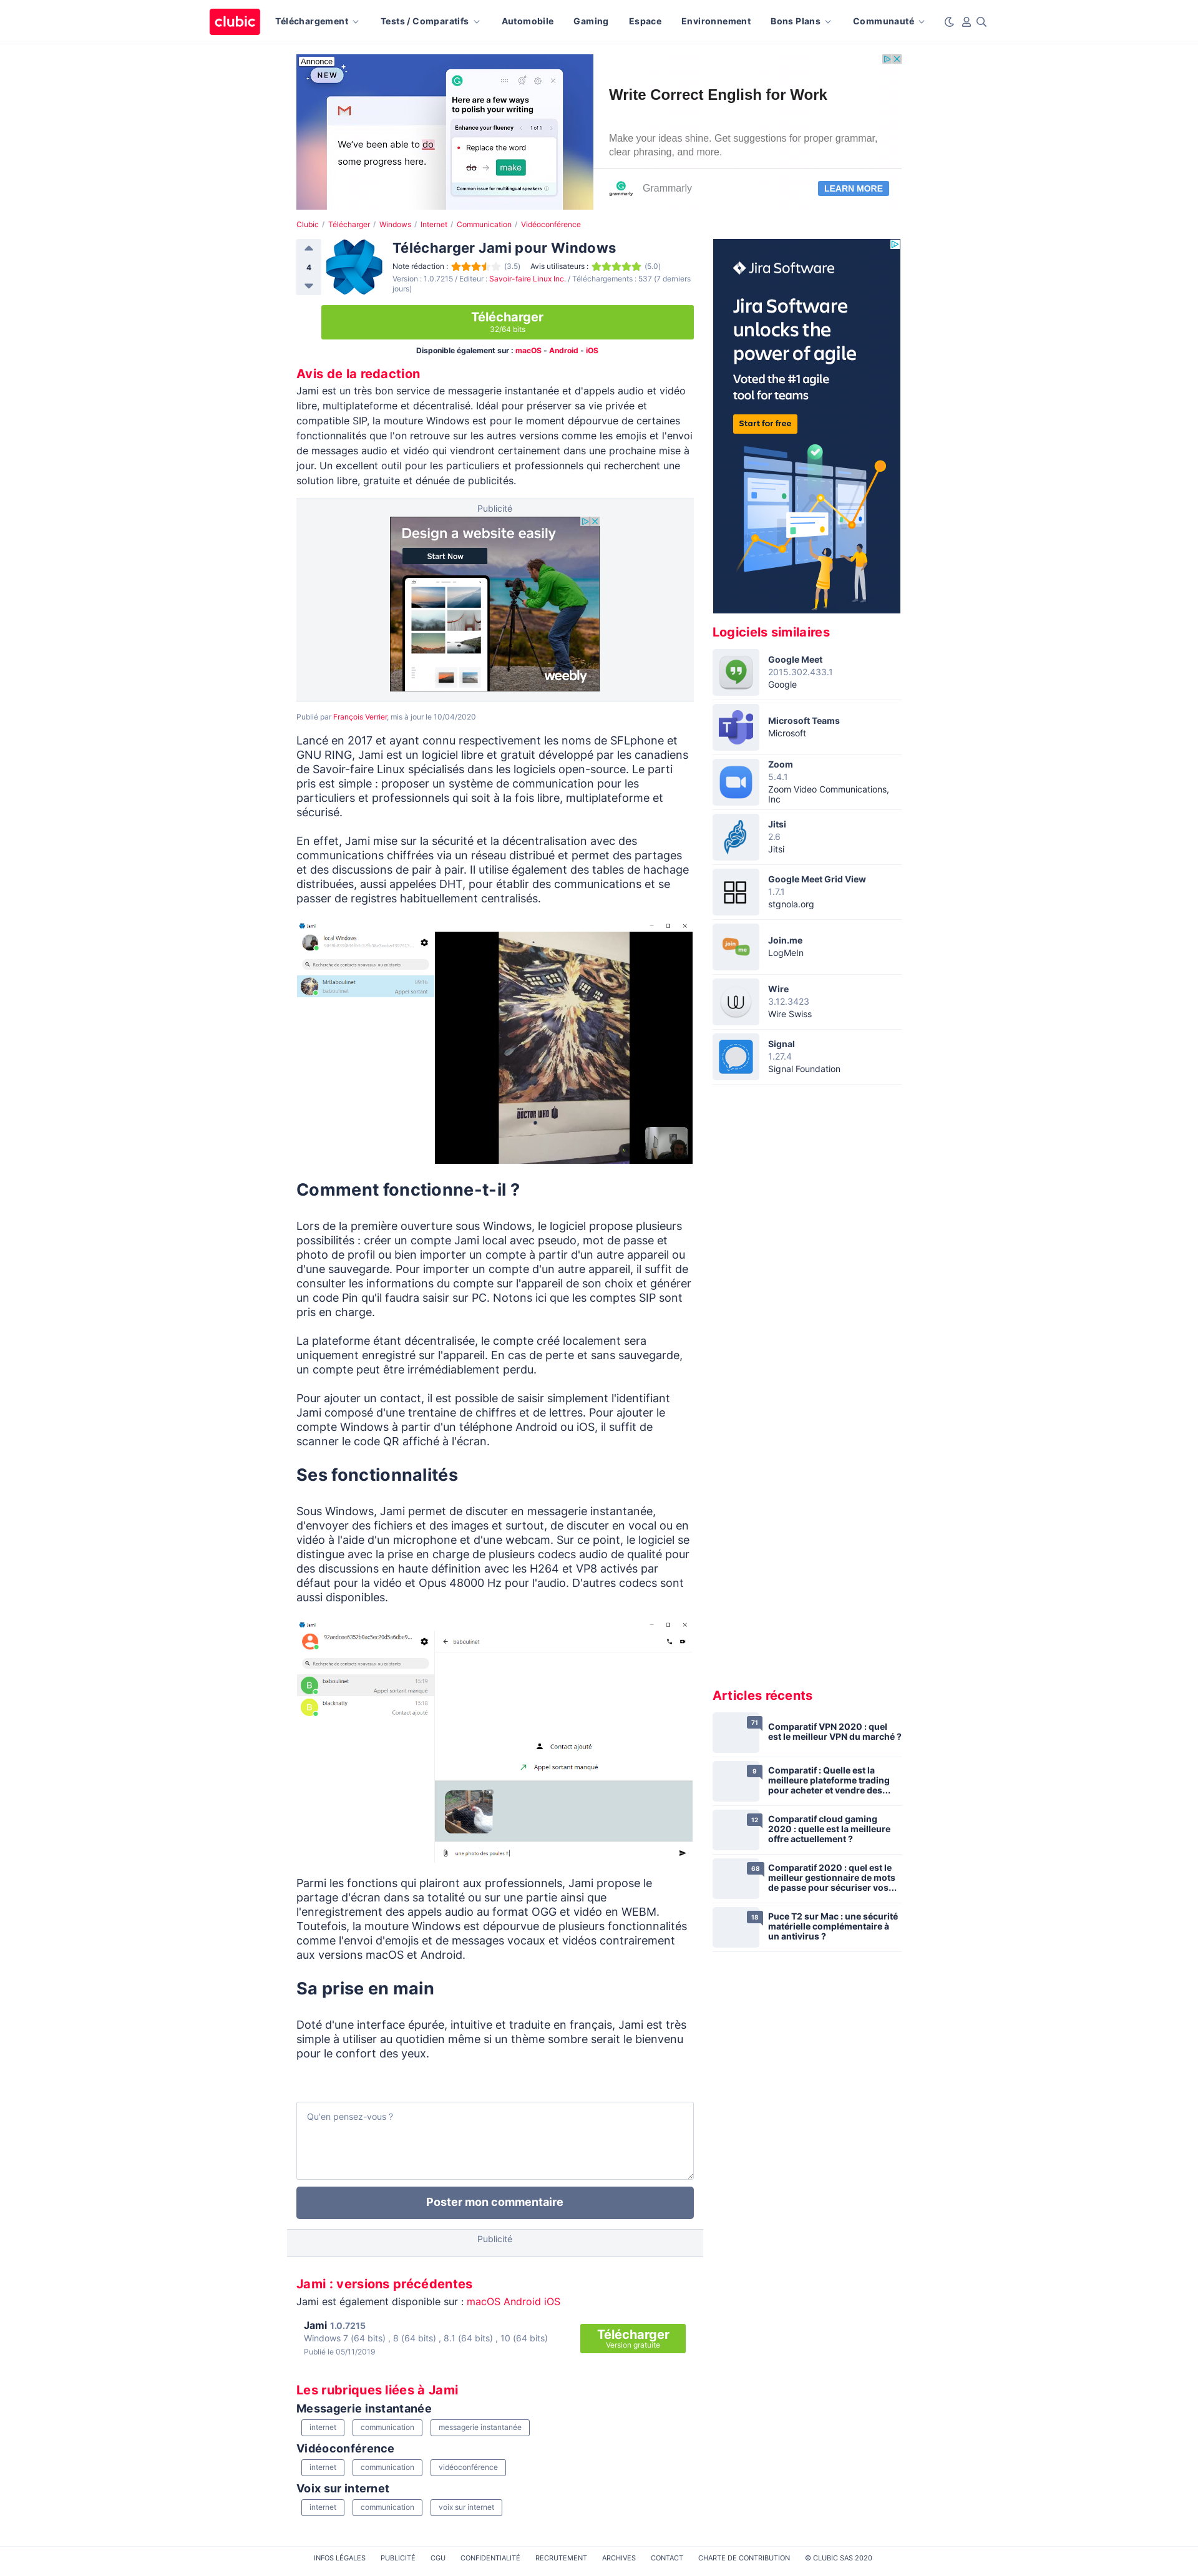 clubic
Téléchargement
Tests / Comparatifs
Automobile
Gaming
Espace
Environnement
Bons Plans
Communauté
Annonce
NEW
We've been able to do
some progress here.
Here are a few ways
to polish your writing
Enhance your fluency
1 of 1
Replace the word
do → make
Common issue for multilingual speakers
Write Correct English for Work
Make your ideas shine. Get suggestions for proper grammar,
clear phrasing, and more.
grammarly
Grammarly
LEARN MORE
Clubic / Télécharger / Windows / Internet / Communication / Vidéoconférence
4
Télécharger Jami pour Windows
Note rédaction : (3.5) Avis utilisateurs : (5.0)
Version : 1.0.7215 / Editeur : Savoir-faire Linux Inc. / Téléchargements : 537 (7 derniers
jours)
Télécharger
32/64 bits
Disponible également sur : macOS - Android - iOS
Avis de la redaction
Jami est un très bon service de messagerie instantanée et d'appels audio et vidéo
libre, multiplateforme et décentralisé. Idéal pour préserver sa vie privée et
compatible SIP, la mouture Windows est pour le moment dépourvue de certaines
fonctionnalités que l'on retrouve sur les autres versions comme les emojis et l'envoi
de messages audio et vidéo qui viendront certainement dans une prochaine mise à
jour. Un excellent outil pour les particuliers et professionnels qui recherchent une
solution libre, gratuite et dénuée de publicités.
Publicité
Design a website easily
Start Now
weebly
Publié par François Verrier, mis à jour le 10/04/2020
Lancé en 2017 et ayant connu respectivement les noms de SFLphone et
GNU RING, Jami est un logiciel libre et gratuit développé par les canadiens
de Savoir-faire Linux spécialisés dans les logiciels open-source. Le parti
pris est simple : proposer un système de communication pour les
particuliers et professionnels qui soit à la fois libre, multiplateforme et
sécurisé.
En effet, Jami mise sur la sécurité et la décentralisation avec des
communications chiffrées via un réseau distribué et permet des partages
et des discussions de pair à pair. Il utilise également des tables de hachage
distribuées, aussi appelées DHT, pour établir des communications et se
passer de registres habituellement centralisés.
Jami
local Windows
Recherche de contacts nouveaux ou existants
Mrtlaboulinet
baboulinet
Appel sortant
DOCTOR WHO
Comment fonctionne-t-il ?
Lors de la première ouverture sous Windows, le logiciel propose plusieurs
possibilités : créer un compte Jami local avec pseudo, mot de passe et
photo de profil ou bien importer un compte à partir d'un autre appareil ou
d'une sauvegarde. Pour importer un compte d'un autre appareil, il suffit de
consulter les informations du compte sur l'appareil de son choix et générer
un code Pin qu'il faudra saisir sur PC. Notons ici que les comptes SIP sont
pris en charge.
La plateforme étant décentralisée, le compte créé localement sera
uniquement enregistré sur l'appareil. En cas de perte et sans sauvegarde,
un compte peut être irrémédiablement perdu.
Pour ajouter un contact, il est possible de saisir simplement l'identifiant
Jami composé d'une trentaine de chiffres et de lettres. Pour ajouter le
compte Windows à partir d'un téléphone Android ou iOS, il suffit de
scanner le code QR affiché à l'écran.
Ses fonctionnalités
Sous Windows, Jami permet de discuter en messagerie instantanée,
d'envoyer des fichiers et des images et surtout, de discuter en vocal ou en
vidéo à l'aide d'un microphone et d'une webcam. Sur ce point, le logiciel se
distingue avec la prise en charge de plusieurs codecs audio de qualité pour
des discussions en haute définition avec les H264 et VP8 activés par
défaut pour la vidéo et Opus 48000 Hz pour l'audio. D'autres codecs sont
aussi disponibles.
Jami
Recherche de contacts nouveaux ou existants
B
baboulinet
15:19
Appel sortant manqué
B
blacknally
15:18
Contact ajouté
baboulinet
Contact ajouté
Appel sortant manqué
une photo des poules !
Parmi les fonctions qui plairont aux professionnels, Jami propose le
partage d'écran dans sa totalité ou sur une partie ainsi que
l'enregistrement des appels audio au format OGG et vidéo en WEBM.
Toutefois, la mouture Windows est dépourvue de plusieurs fonctionnalités
comme l'envoi d'emojis et de messages vocaux et vidéos contrairement
aux versions macOS et Android.
Sa prise en main
Doté d'une interface épurée, intuitive et traduite en français, Jami est très
simple à utiliser au quotidien même si un thème sombre serait le bienvenu
pour le confort des yeux.
Qu'en pensez-vous ?
Poster mon commentaire
Publicité
Jami : versions précédentes
Jami est également disponible sur : macOS Android iOS
Jami 1.0.7215
Windows 7 (64 bits) , 8 (64 bits) , 8.1 (64 bits) , 10 (64 bits)
Publié le 05/11/2019
Télécharger
Version gratuite
Les rubriques liées à Jami
Messagerie instantanée
internet
communication
messagerie instantanée
Vidéoconférence
internet
communication
vidéoconférence
Voix sur internet
internet
communication
voix sur internet
Jira Software
Jira Software
unlocks the
power of agile
Voted the #1 agile
tool for teams
Start for free
Logiciels similaires
Google Meet
2015.302.433.1
Google
Microsoft Teams
Microsoft
Zoom
5.4.1
Zoom Video Communications,
Inc
Jitsi
2.6
Jitsi
Google Meet Grid View
1.7.1
stgnola.org
join
me
Join.me
LogMeIn
Wire
3.12.3423
Wire Swiss
Signal
1.27.4
Signal Foundation
Articles récents
71
Comparatif VPN 2020 : quel
est le meilleur VPN du marché ?
9
Comparatif : Quelle est la
meilleure plateforme trading
pour acheter et vendre des...
12
Comparatif cloud gaming
2020 : quelle est la meilleure
offre actuellement ?
68
Comparatif 2020 : quel est le
meilleur gestionnaire de mots
de passe pour sécuriser vos...
18
Puce T2 sur Mac : une sécurité
matérielle complémentaire à
un antivirus ?
INFOS LÉGALES
PUBLICITÉ
CGU
CONFIDENTIALITÉ
RECRUTEMENT
ARCHIVES
CONTACT
CHARTE DE CONTRIBUTION
© CLUBIC SAS 2020